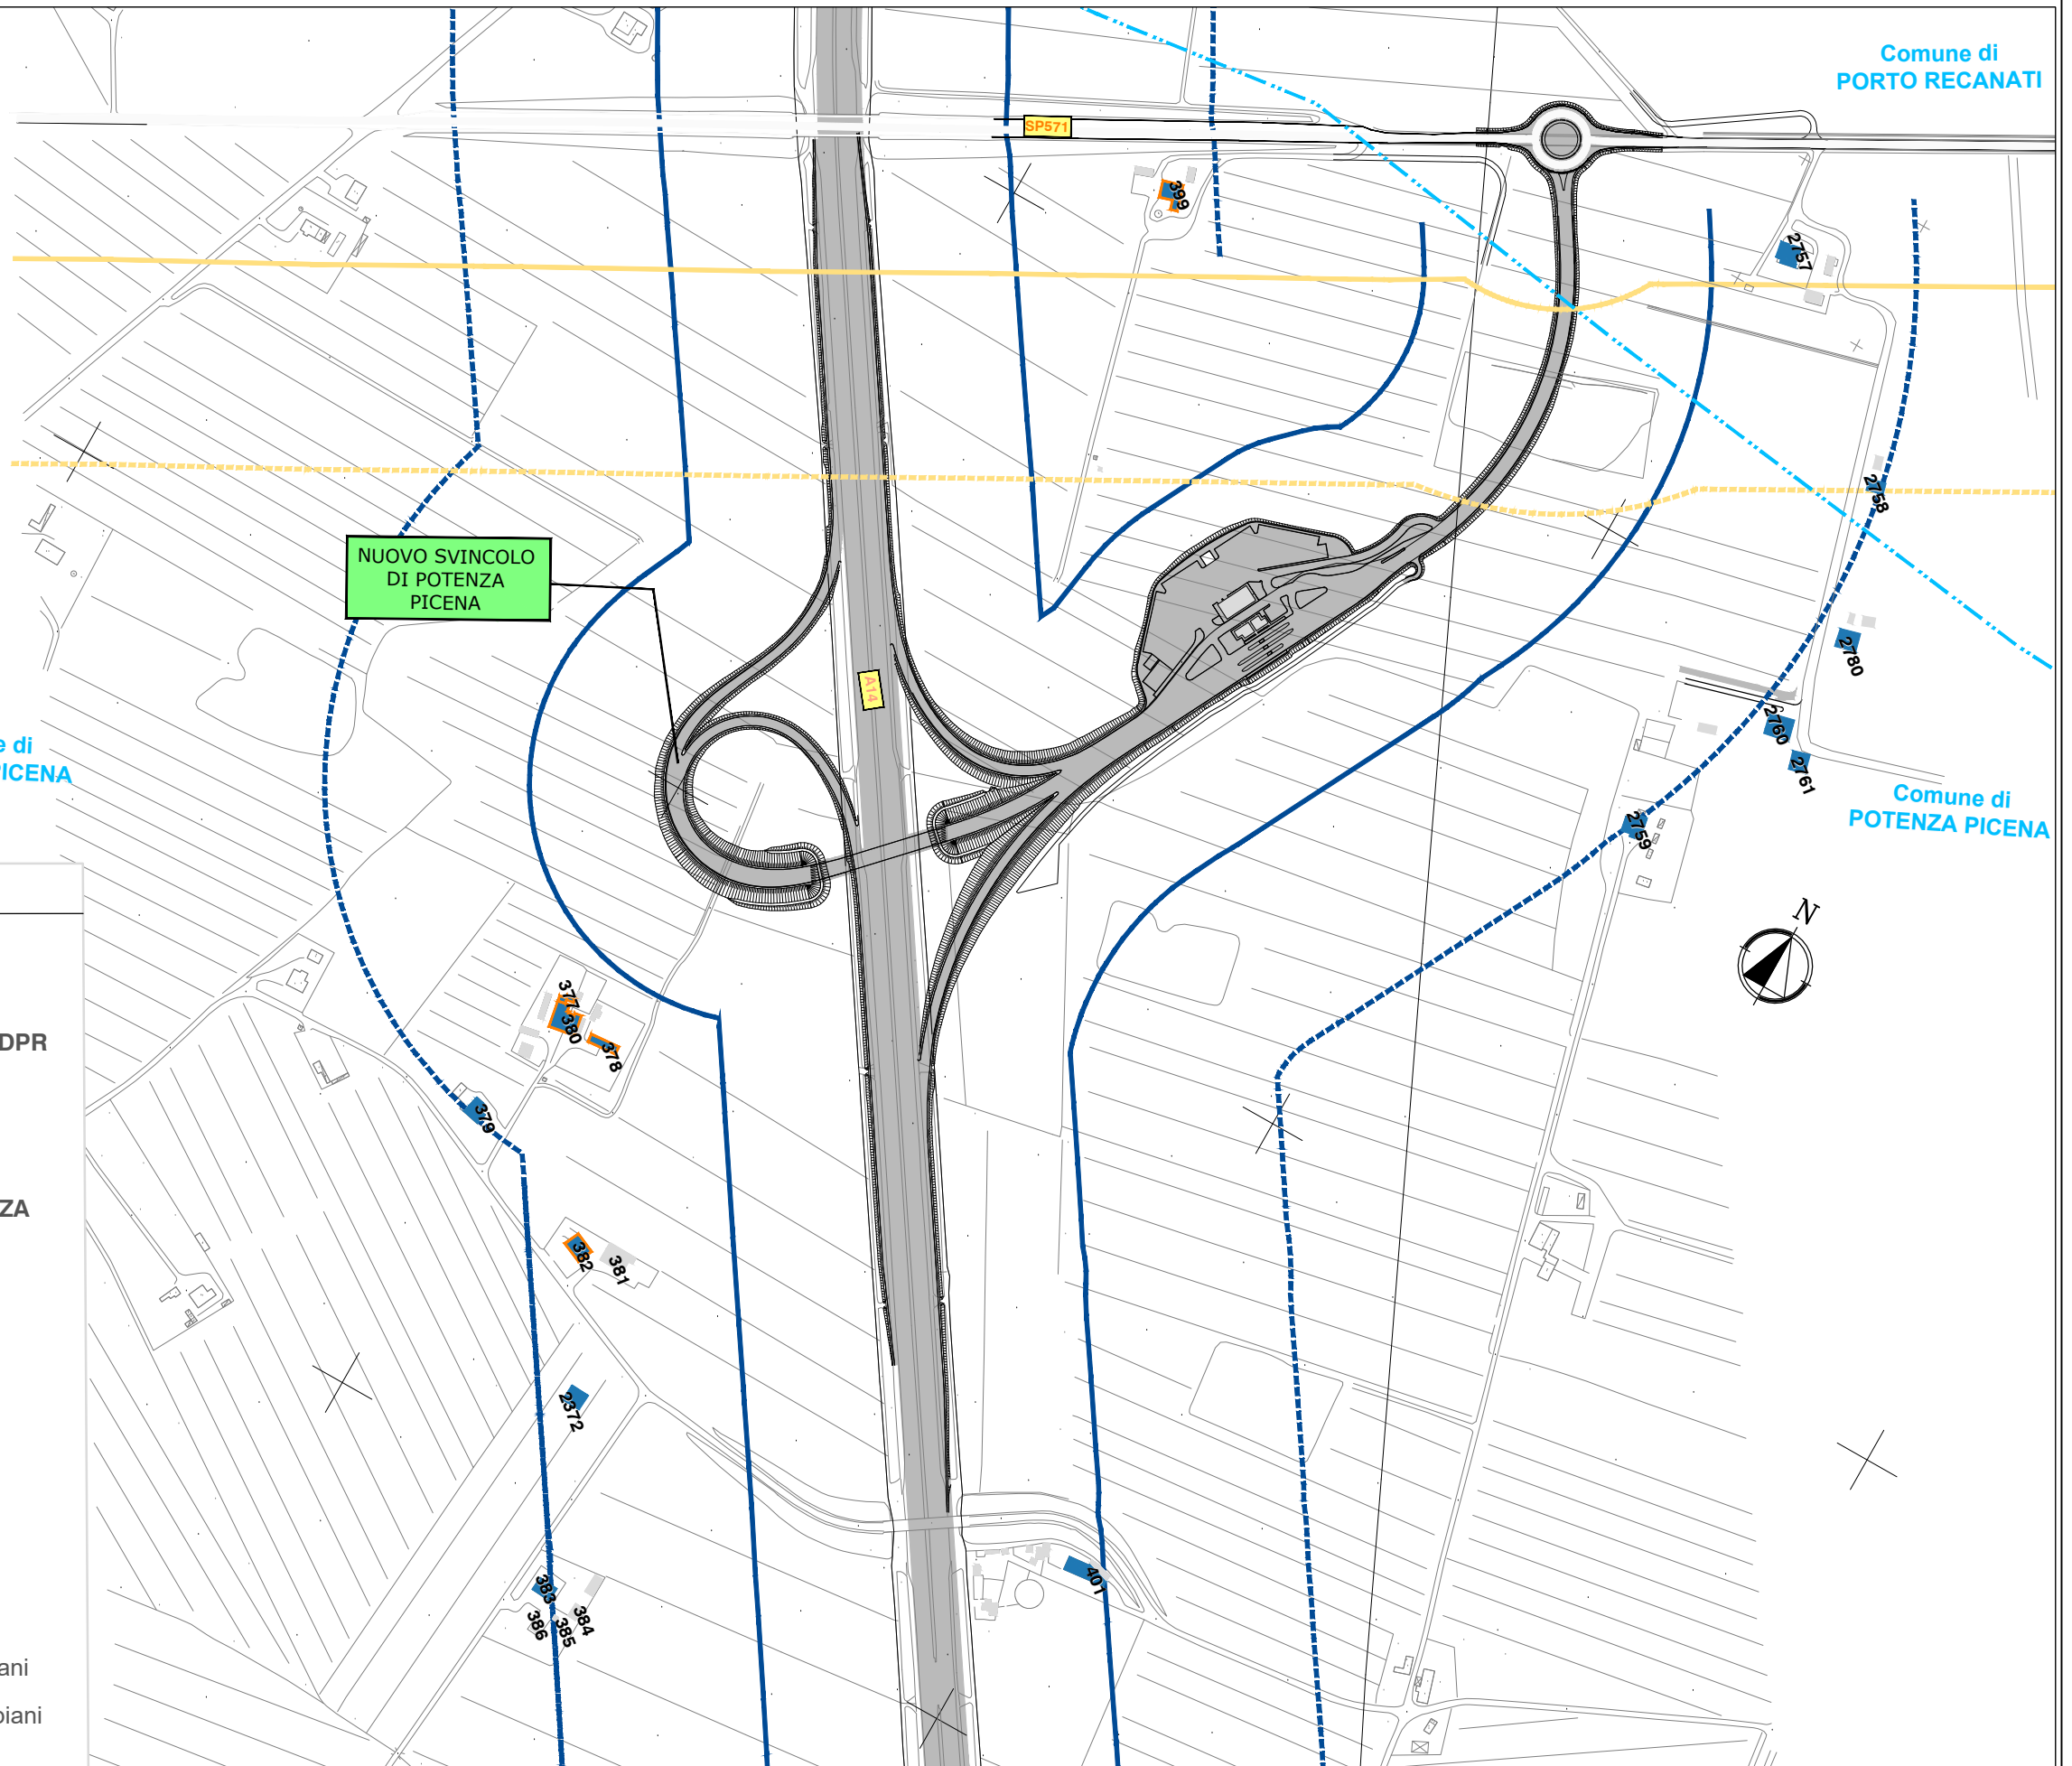 Comune di
PORTO RECANATI
SP571
399
2757
2758
NUOVO SVINCOLO
DI POTENZA
PICENA
A14
2780
2760
2761
e di
PICENA
Comune di
POTENZA PICENA
2759
N
377
380
378
DPR
379
ZA
382
381
2372
383
386
385
384
401
ani
piani